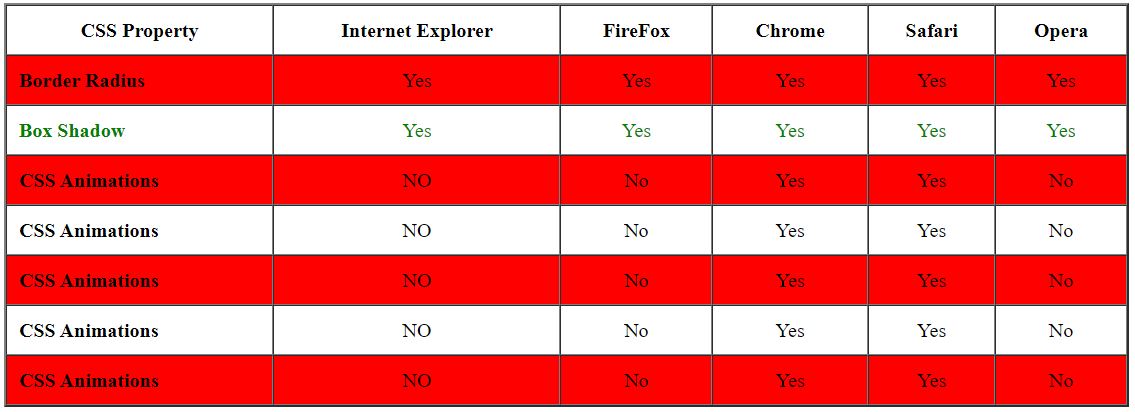 CSS Property Internet Explorer FireFox Chrome Safari Opera
Border Radius Yes Yes Yes Yes Yes
Box Shadow Yes Yes Yes Yes Yes
CSS Animations NO No Yes Yes No
CSS Animations NO No Yes Yes No
CSS Animations NO No Yes Yes No
CSS Animations NO No Yes Yes No
CSS Animations NO No Yes Yes No